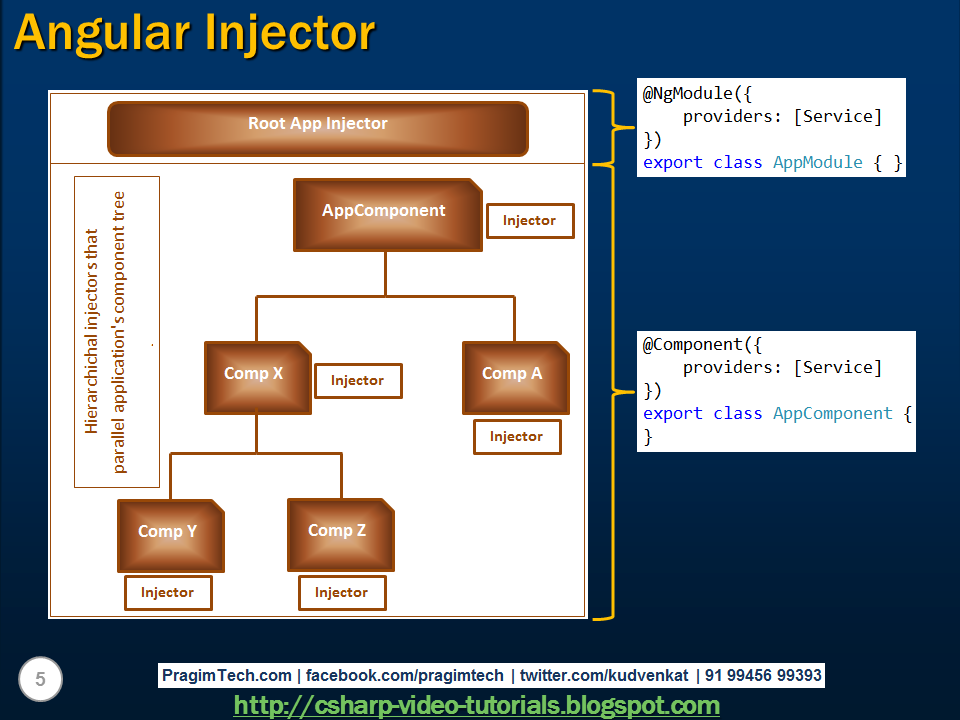 Angular Injector
Root App Injector
Hierarchichal injectors that
parallel application's component tree
AppComponent
Injector
Comp X
Injector
Comp A
Injector
Comp Y
Injector
Comp Z
Injector
@NgModule({
    providers: [Service]
})
export class AppModule { }
@Component({
    providers: [Service]
})
export class AppComponent {
}
5
PragimTech.com | facebook.com/pragimtech | twitter.com/kudvenkat | 91 99456 99393
http://csharp-video-tutorials.blogspot.com